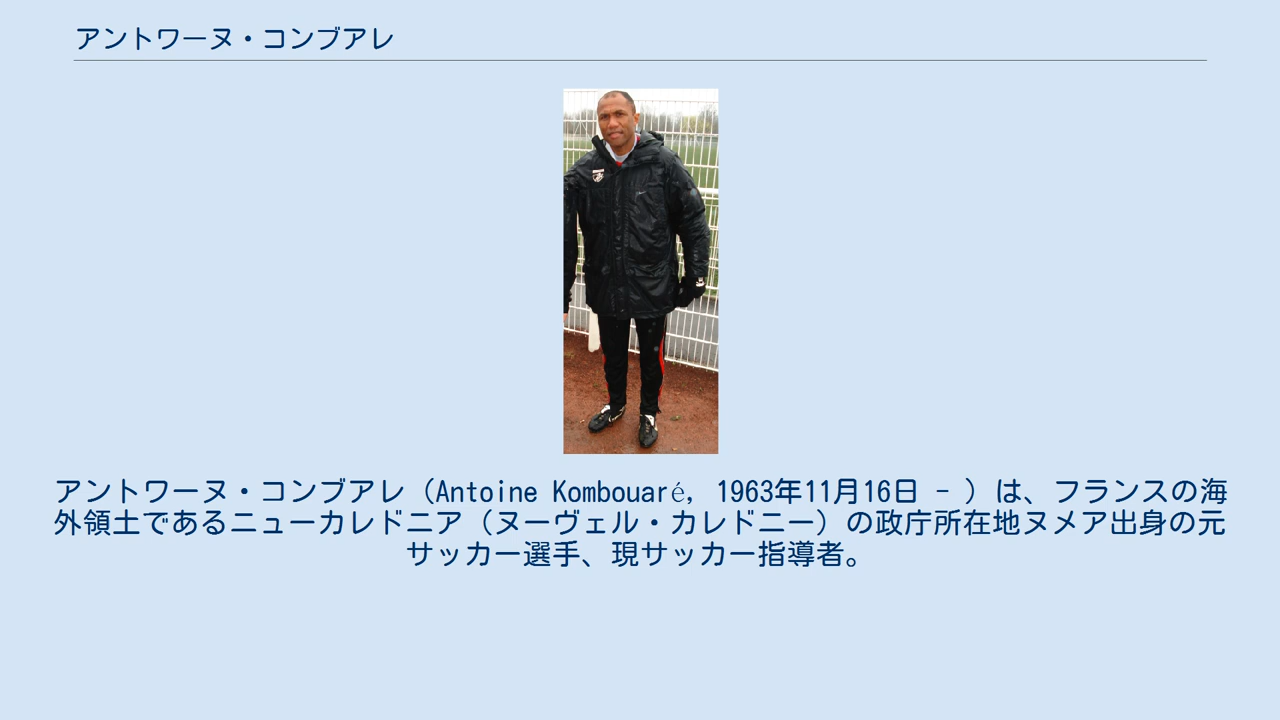 アントワーヌ・コンブアレ
アントワーヌ・コンブアレ（Antoine Kombouaré, 1963年11月16日 - ）は、フランスの海
外領土であるニューカレドニア（ヌーヴェル・カレドニー）の政庁所在地ヌメア出身の元
サッカー選手、現サッカー指導者。